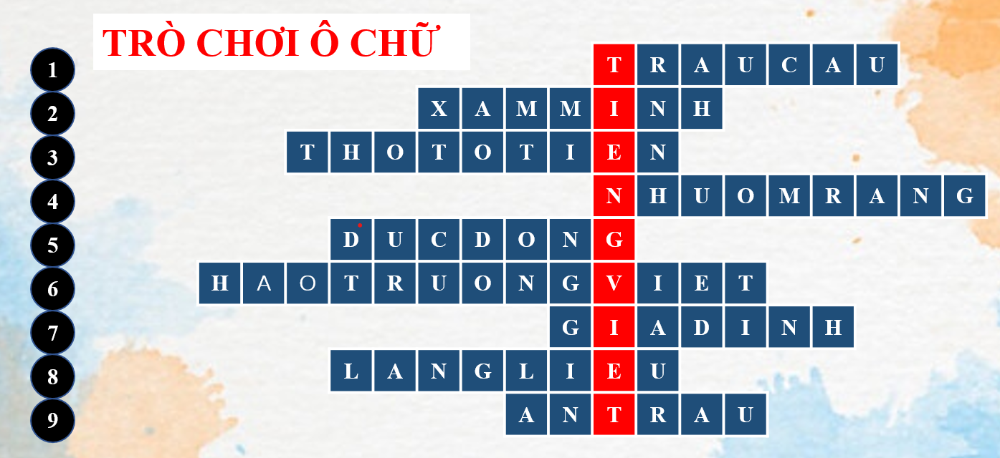 TRÒ CHƠI Ô CHỮ
1 TRAUCAU
2 XAMMINH
3 THOTOTIEN
4 NHUOMRANG
5 DUCDONG
6 HAOTRUONGVIET
7 GIADINH
8 LANGLIEU
9 ANTRAU